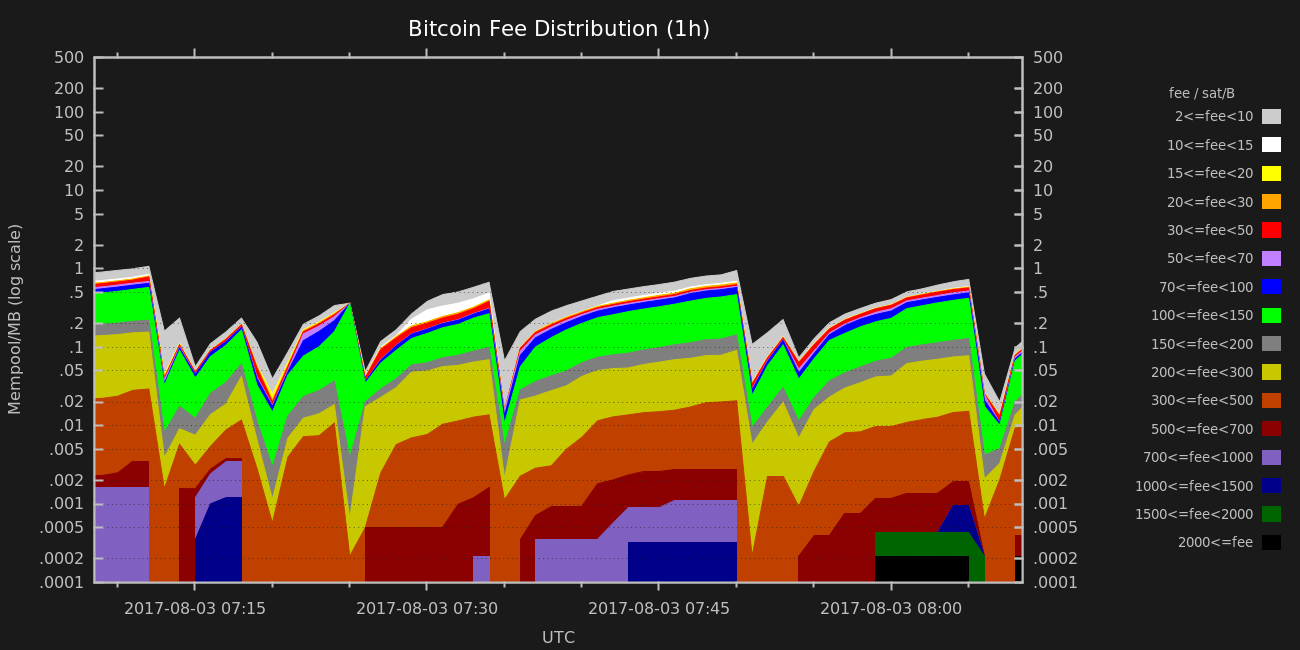 Bitcoin Fee Distribution (1h)
500
200
100
50
20
10
5
2
1
.5
.2
.1
.05
.02
.01
.005
.002
.001
.0005
.0002
.0001
Mempool/MB (log scale)
500
200
100
50
20
10
5
2
1
.5
.2
.1
.05
.02
.01
.005
.002
.001
.0005
.0002
.0001
2017-08-03 07:15 2017-08-03 07:30 2017-08-03 07:45 2017-08-03 08:00
UTC
fee / sat/B
2<=fee<10
10<=fee<15
15<=fee<20
20<=fee<30
30<=fee<50
50<=fee<70
70<=fee<100
100<=fee<150
150<=fee<200
200<=fee<300
300<=fee<500
500<=fee<700
700<=fee<1000
1000<=fee<1500
1500<=fee<2000
2000<=fee